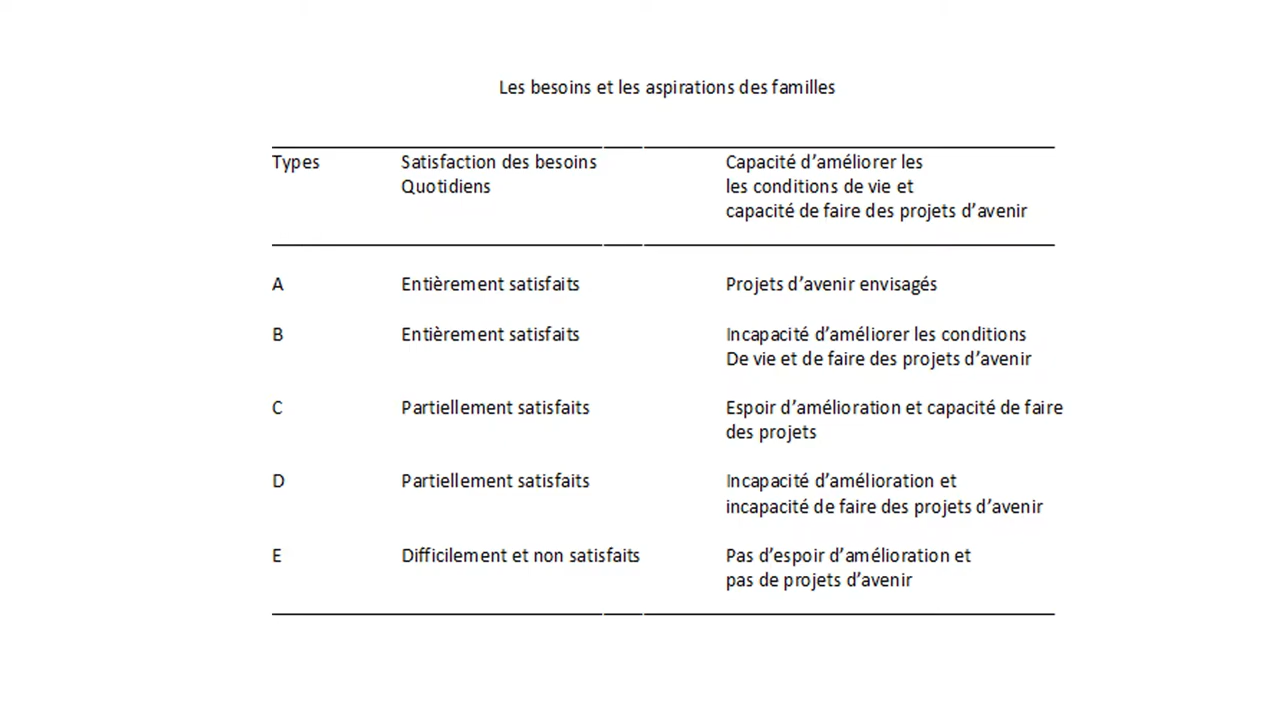 Les besoins et les aspirations des familles
Types Satisfaction des besoins Capacité d'améliorer les
Quotidiens les conditions de vie et
capacité de faire des projets d'avenir
A Entièrement satisfaits Projets d'avenir envisagés
B Entièrement satisfaits Incapacité d'améliorer les conditions
De vie et de faire des projets d'avenir
C Partiellement satisfaits Espoir d'amélioration et capacité de faire
des projets
D Partiellement satisfaits Incapacité d'amélioration et
incapacité de faire des projets d'avenir
E Difficilement et non satisfaits Pas d'espoir d'amélioration et
pas de projets d'avenir